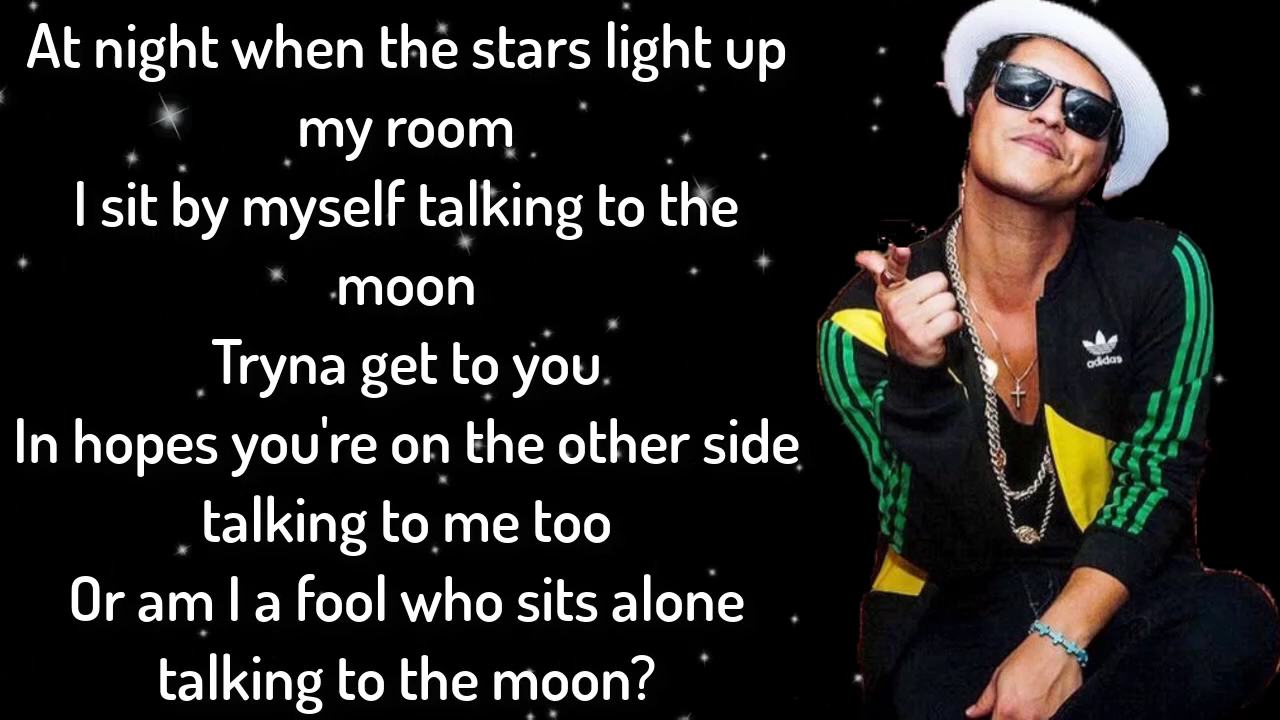 At night when the stars light up
my room
I sit by myself talking to the
moon
Tryna get to you
In hopes you're on the other side
talking to me too
Or am I a fool who sits alone
talking to the moon?
adidas